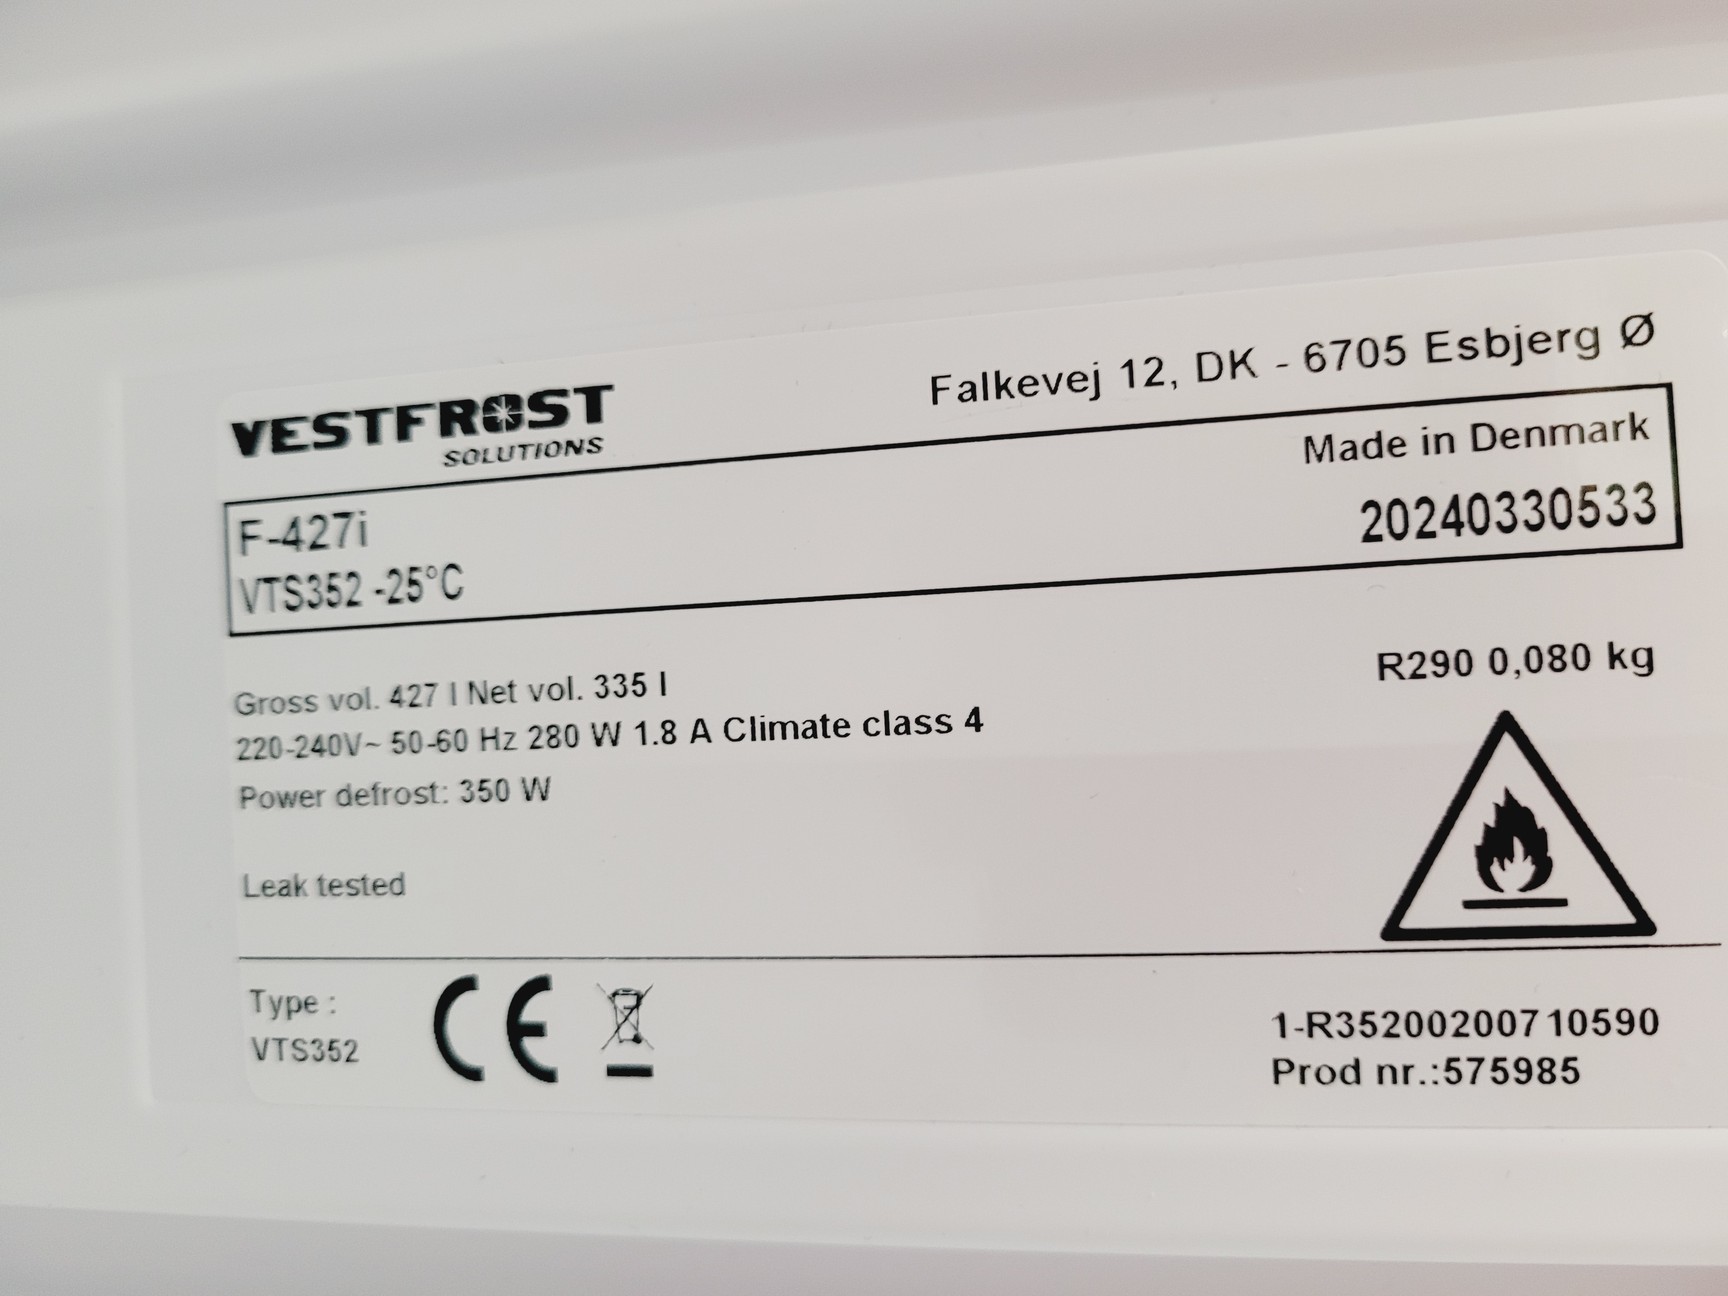 VESTFROST
SOLUTIONS
Falkevej 12, DK - 6705 Esbjerg Ø
Made in Denmark
F-427i
20240330533
VTS352 -25°C
Gross vol. 427 l Net vol. 335 l
R290 0,080 kg
220-240V~ 50-60 Hz 280 W 1.8 A Climate class 4
Power defrost: 350 W
Leak tested
Type :
VTS352
CE
1-R35200200710590
Prod nr.:575985